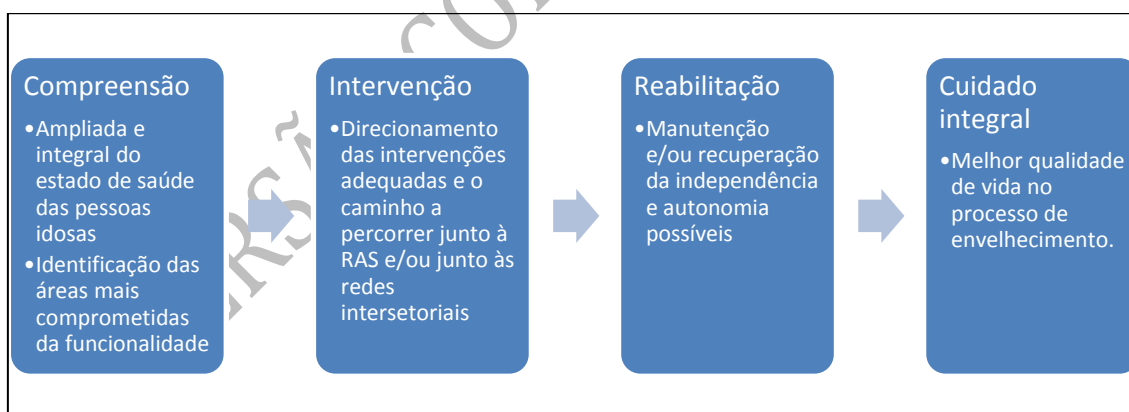 Compreensão
•Ampliada e
integral do
estado de saúde
das pessoas
idosas
•Identificação das
áreas mais
comprometidas
da funcionalidade
Intervenção
•Direcionamento
das intervenções
adequadas e o
caminho a
percorrer junto à
RAS e/ou junto às
redes
intersetoriais
Reabilitação
•Manutenção
e/ou recuperação
da independência
e autonomia
possíveis
Cuidado
integral
•Melhor qualidade
de vida no
processo de
envelhecimento.